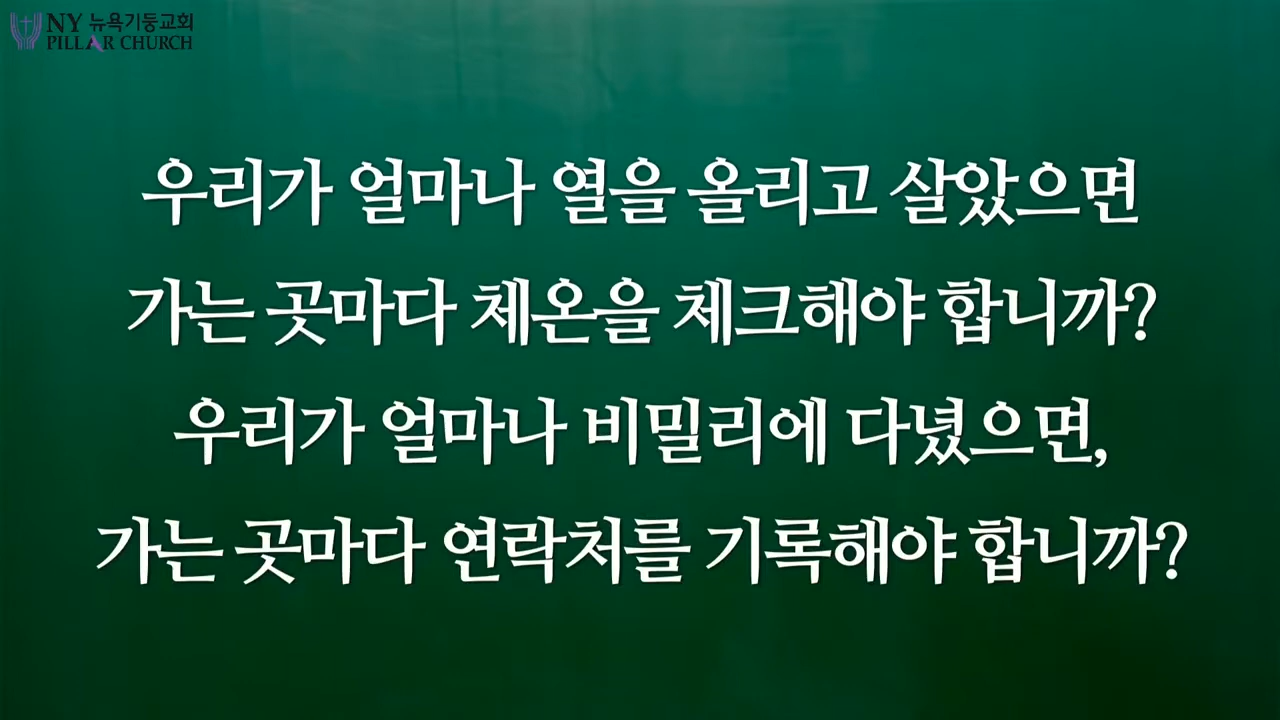 NY 뉴욕기둥교회
PILLAR CHURCH
우리가 얼마나 열을 올리고 살았으면
가는 곳마다 체온을 체크해야 합니까?
우리가 얼마나 비밀리에 다녔으면,
가는 곳마다 연락처를 기록해야 합니까?